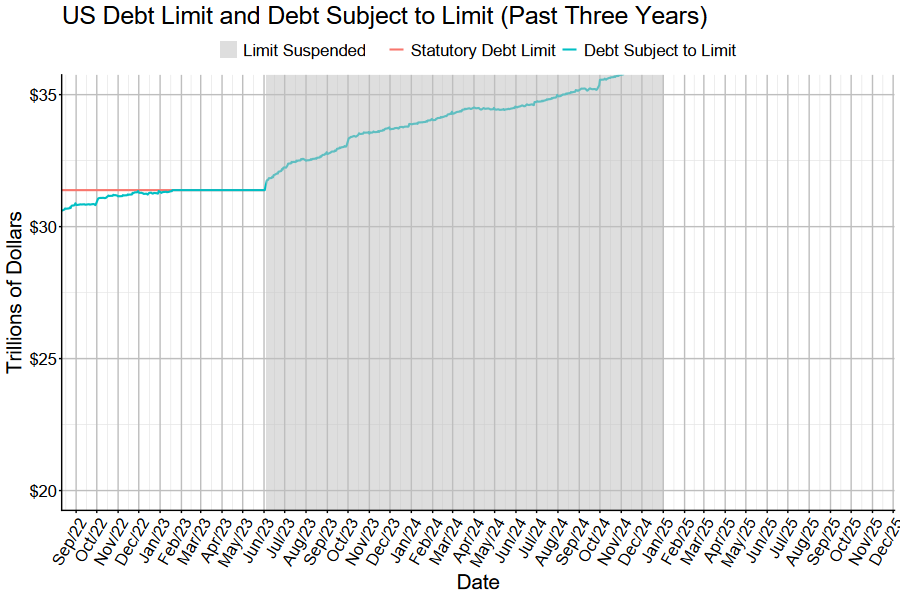 US Debt Limit and Debt Subject to Limit (Past Three Years)
Limit Suspended Statutory Debt Limit Debt Subject to Limit
Trillions of Dollars
$35
$30
$25
$20
Sep/22 Oct/22 Nov/22 Dec/22 Jan/23 Feb/23 Mar/23 Apr/23 May/23 Jun/23 Jul/23 Aug/23 Sep/23 Oct/23 Nov/23 Dec/23 Jan/24 Feb/24 Mar/24 Apr/24 May/24 Jun/24 Jul/24 Aug/24 Sep/24 Oct/24 Nov/24 Dec/24 Jan/25 Feb/25 Mar/25 Apr/25 May/25 Jun/25 Jul/25 Aug/25 Sep/25 Oct/25 Nov/25 Dec/25
Date